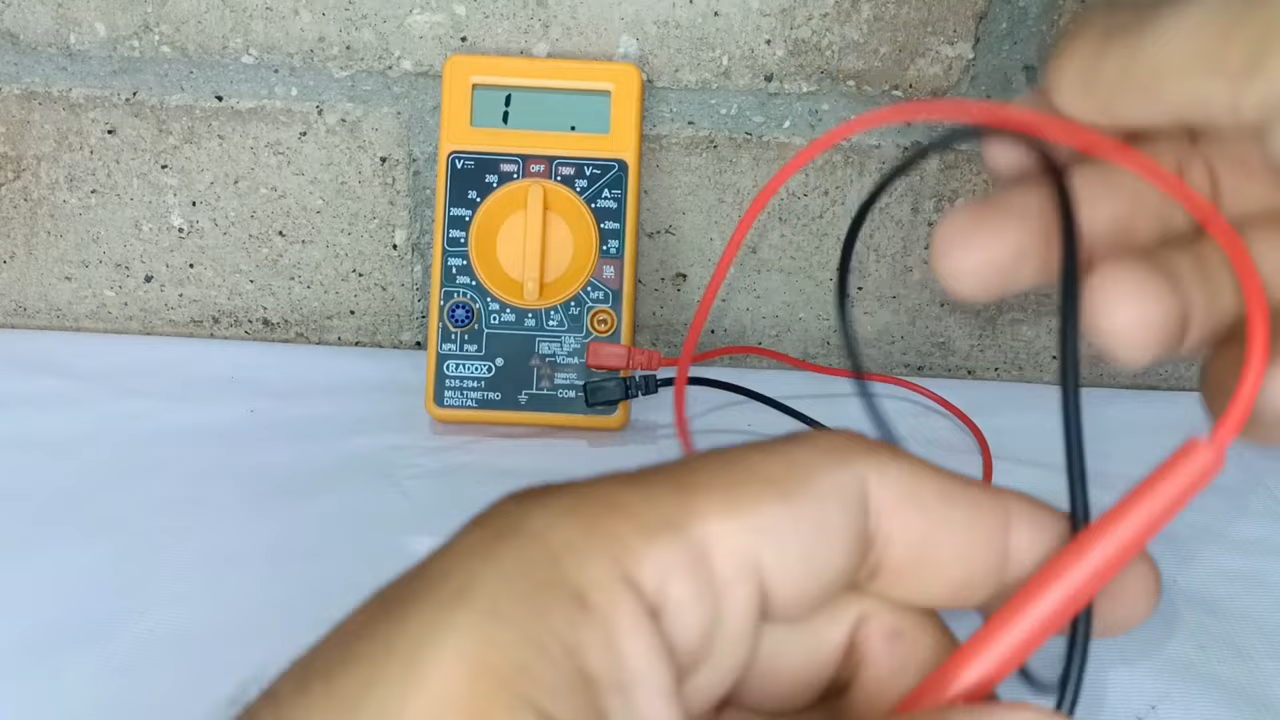 1 .
V⎓ 1000V OFF 750V V~
200 200
20 A⎓
2000m 2000µ
200m 20m
2000k 200m
200k 10A
20k hFE
Ω 2000 200
NPN PNP
10A⎓
VΩmA
RADOX®
535-294-1
COM
MULTIMETRO
DIGITAL